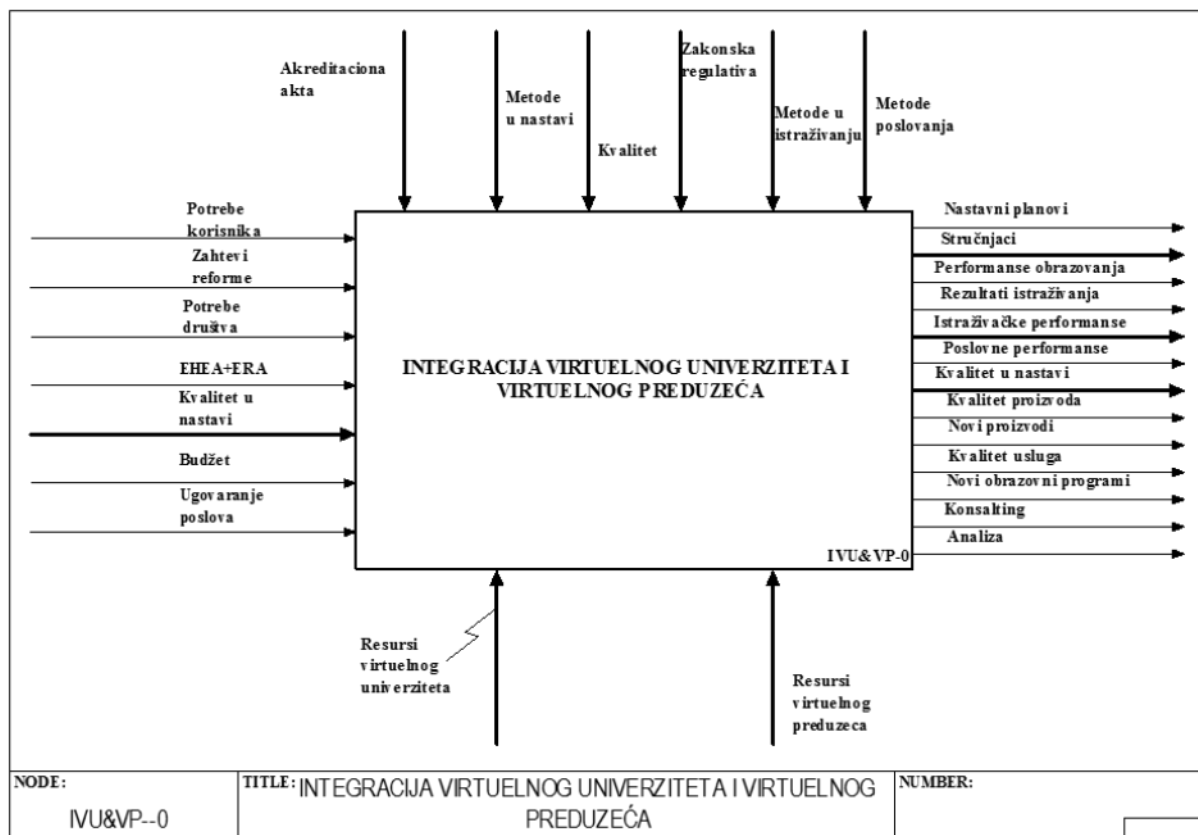 Akreditaciona
akta
Metode
u nastavi
Kvalitet
Zakonska
regulativa
Metode u
istraživanju
Metode
poslovanja
Potrebe
korisnika
Zahtevi
reforme
Potrebe
društva
EHEA+ERA
Kvalitet u
nastavi
Budžet
Ugovaranje
poslova
INTEGRACIJA VIRTUELNOG UNIVERZITETA I
VIRTUELNOG PREDUZEĆA
IVU&VP-0
Nastavni planovi
Stručnjaci
Performanse obrazovanja
Rezultati istraživanja
Istraživačke performanse
Poslovne performanse
Kvalitet u nastavi
Kvalitet proizvoda
Novi proizvodi
Kvalitet usluga
Novi obrazovni programi
Konsalting
Analiza
Resursi
virtuelnog
univerziteta
Resursi
virtuelnog
preduzeca
NODE:
IVU&VP--0
TITLE: INTEGRACIJA VIRTUELNOG UNIVERZITETA I VIRTUELNOG
PREDUZEĆA
NUMBER: